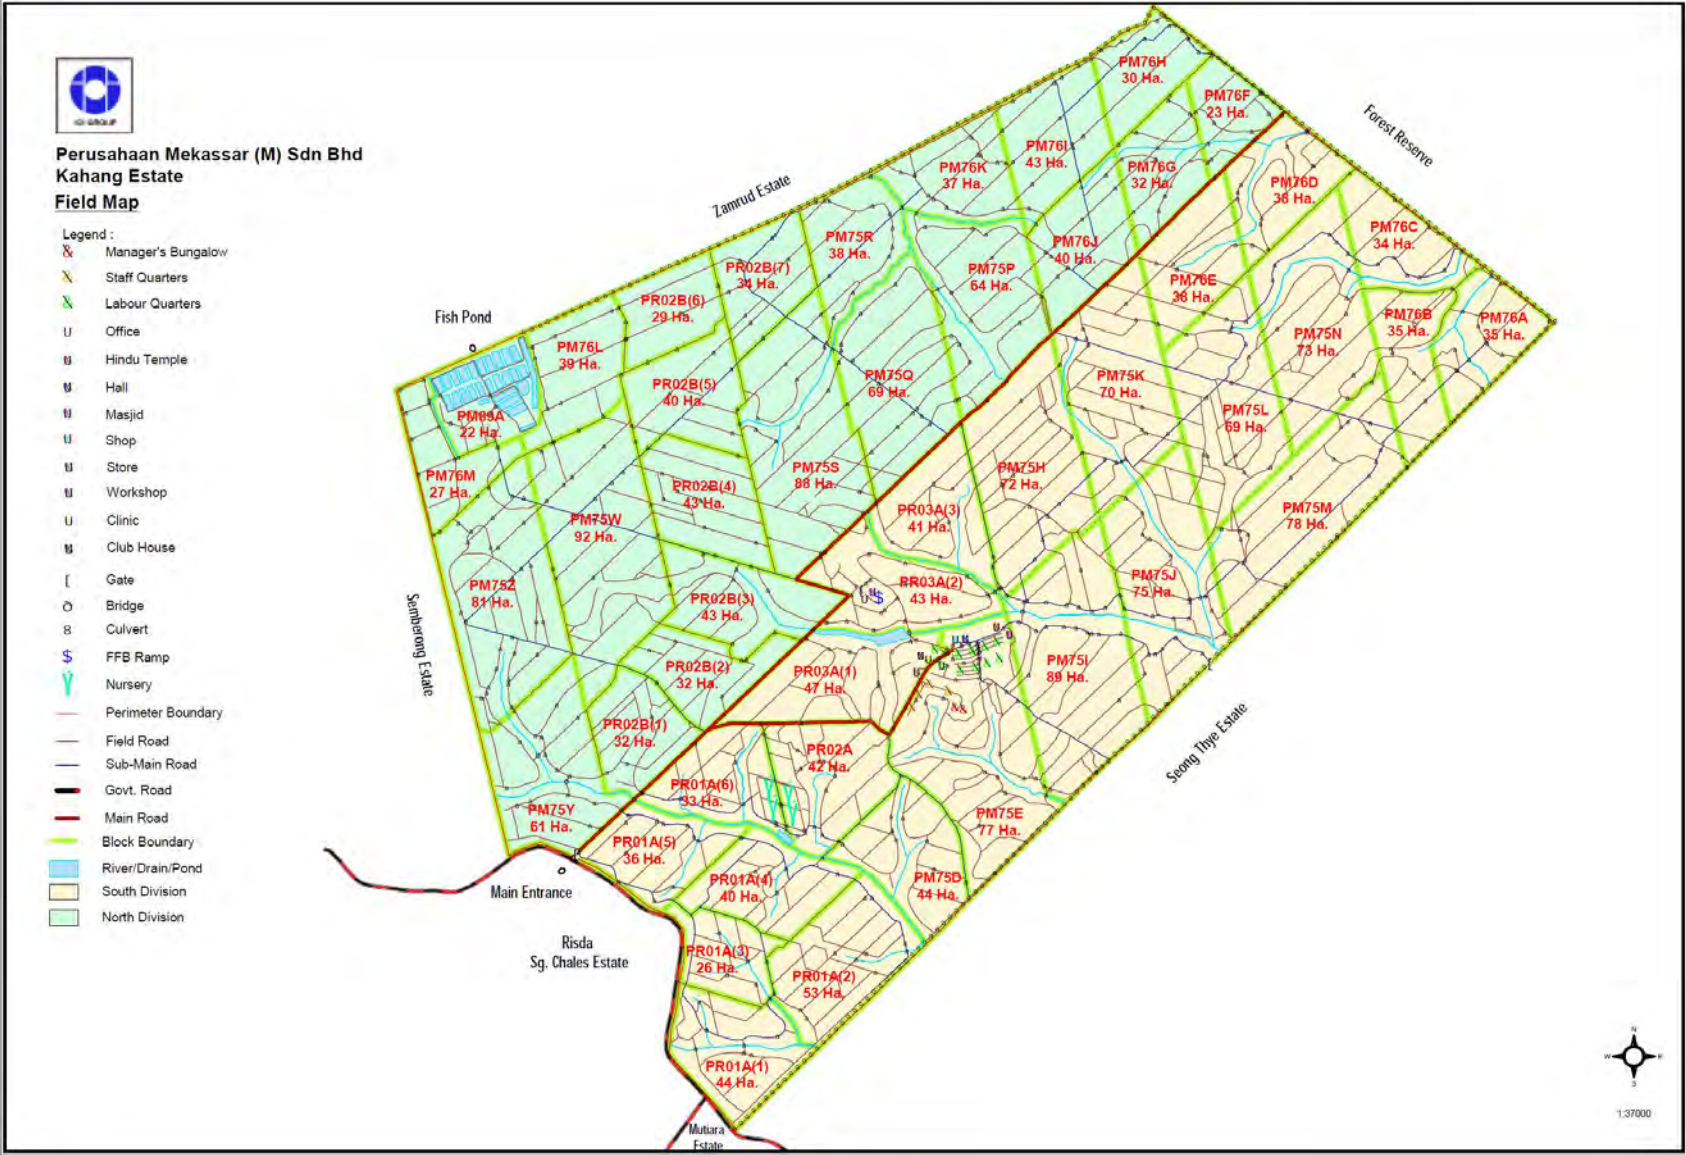 IOI GROUP
Perusahaan Mekassar (M) Sdn Bhd
Kahang Estate
Field Map
Legend :
Manager's Bungalow
Staff Quarters
Labour Quarters
Office
Hindu Temple
Hall
Masjid
Shop
Store
Workshop
Clinic
Club House
Gate
Bridge
Culvert
FFB Ramp
Nursery
Perimeter Boundary
Field Road
Sub-Main Road
Govt. Road
Main Road
Block Boundary
River/Drain/Pond
South Division
North Division
Forest Reserve
Zamrud Estate
Fish Pond
Semberong Estate
Seong Thye Estate
Main Entrance
Risda
Sg. Chales Estate
Mutiara
Estate
PM76H
30 Ha.
PM76F
23 Ha.
PM76I
43 Ha.
PM76K
37 Ha.
PM76G
32 Ha.
PM76D
38 Ha.
PM76C
34 Ha.
PM75R
38 Ha.
PM76J
40 Ha.
PR02B(7)
34 Ha.
PM75P
64 Ha.
PM76E
38 Ha.
PR02B(6)
29 Ha.
PM76B
35 Ha.
PM76A
35 Ha.
PM75N
73 Ha.
PM76L
39 Ha.
PM75Q
69 Ha.
PM75K
70 Ha.
PR02B(5)
40 Ha.
PM75L
69 Ha.
PM89A
22 Ha.
PM76M
27 Ha.
PM75S
88 Ha.
PM75H
72 Ha.
PR02B(4)
43 Ha.
PR03A(3)
41 Ha.
PM75M
78 Ha.
PM75W
92 Ha.
PM75Z
81 Ha.
PR02B(3)
43 Ha.
PR03A(2)
43 Ha.
PM75J
75 Ha.
PR02B(2)
32 Ha.
PR03A(1)
47 Ha.
PM75I
89 Ha.
PR02B(1)
32 Ha.
PR02A
42 Ha.
PR01A(6)
33 Ha.
PM75Y
61 Ha.
PM75E
77 Ha.
PR01A(5)
36 Ha.
PR01A(4)
40 Ha.
PM75D
44 Ha.
PR01A(3)
26 Ha.
PR01A(2)
53 Ha.
PR01A(1)
44 Ha.
N
W
E
S
1:37000